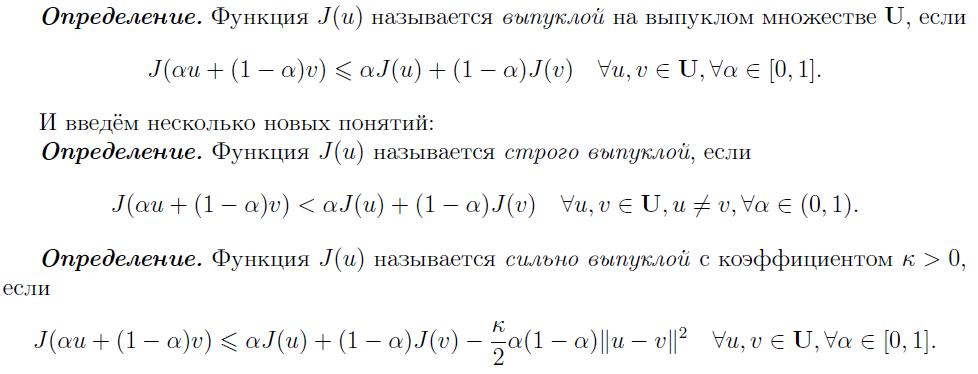 Определение. Функция J(u) называется выпуклой на выпуклом множестве U, если
J(αu + (1 − α)v) ⩽ αJ(u) + (1 − α)J(v) ∀u, v ∈ U, ∀α ∈ [0, 1].
И введём несколько новых понятий:
Определение. Функция J(u) называется строго выпуклой, если
J(αu + (1 − α)v) < αJ(u) + (1 − α)J(v) ∀u, v ∈ U, u ≠ v, ∀α ∈ (0, 1).
Определение. Функция J(u) называется сильно выпуклой с коэффициентом κ > 0,
если
J(αu + (1 − α)v) ⩽ αJ(u) + (1 − α)J(v) − κ/2 α(1 − α)‖u − v‖² ∀u, v ∈ U, ∀α ∈ [0, 1].